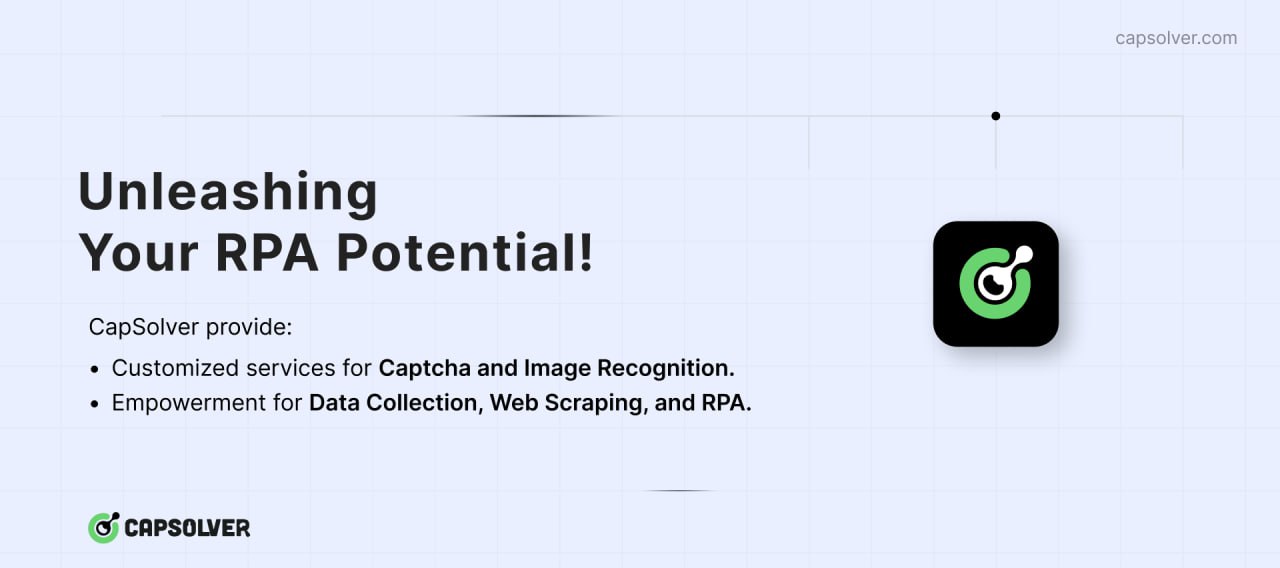 capsolver.com
Unleashing
Your RPA Potential!
CapSolver provide:
• Customized services for Captcha and Image Recognition.
• Empowerment for Data Collection, Web Scraping, and RPA.
CAPSOLVER